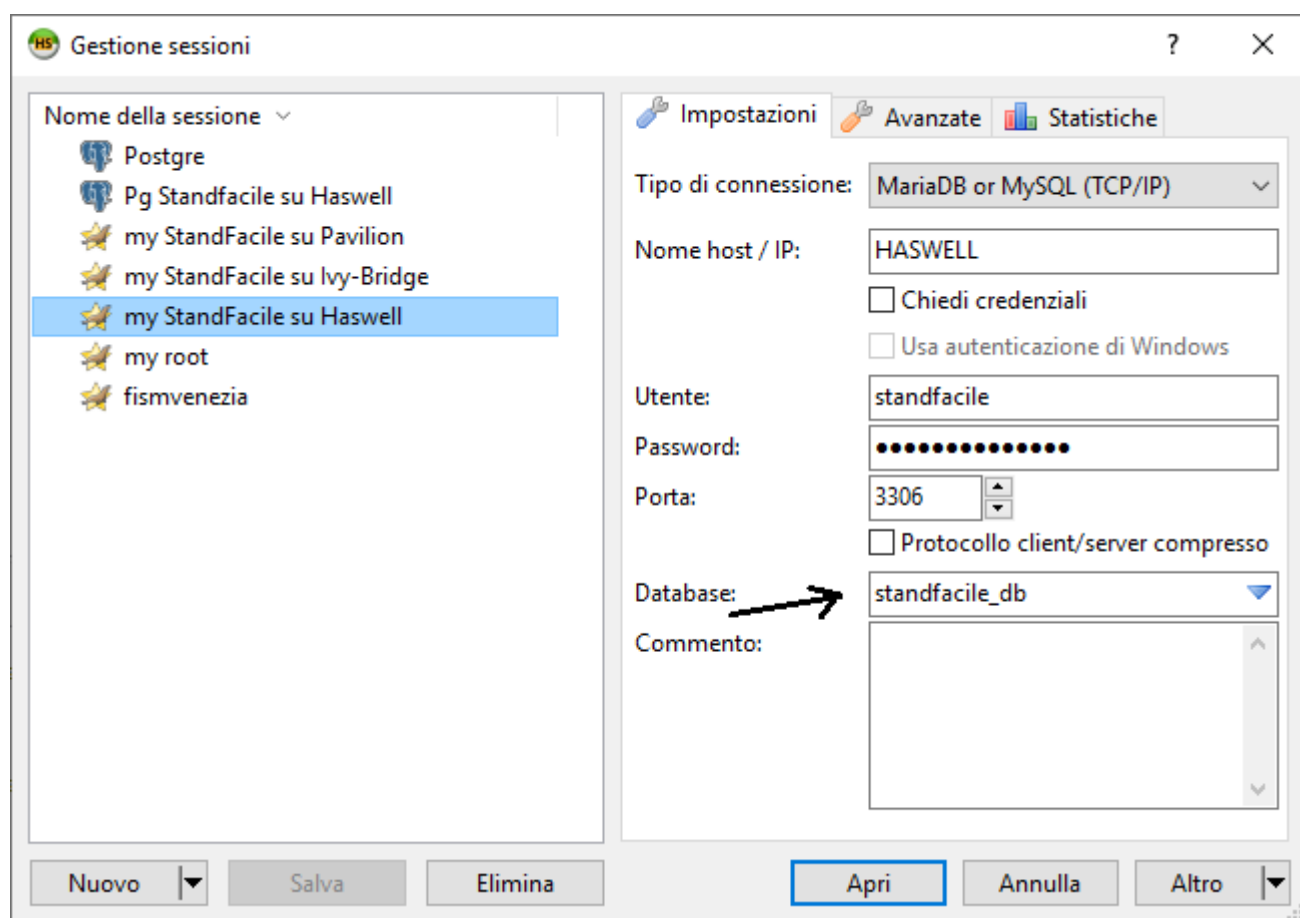 HS Gestione sessioni
Nome della sessione
Postgre
Pg Standfacile su Haswell
my StandFacile su Pavilion
my StandFacile su Ivy-Bridge
my StandFacile su Haswell
my root
fismvenezia
Impostazioni Avanzate Statistiche
Tipo di connessione: MariaDB or MySQL (TCP/IP)
Nome host / IP: HASWELL
Chiedi credenziali
Usa autenticazione di Windows
Utente: standfacile
Password: ●●●●●●●●●●●●●●
Porta: 3306
Protocollo client/server compresso
Database: standfacile_db
Commento:
Nuovo Salva Elimina Apri Annulla Altro